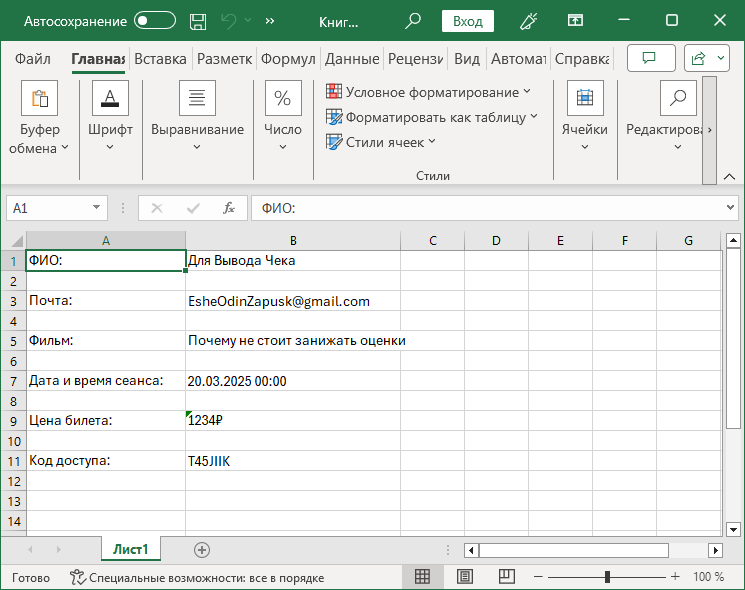 Автосохранение Книг... Вход
Файл Главная Вставка Разметк Формул Данные Рецензи Вид Автомат Справка
Буфер обмена
Шрифт
Выравнивание
Число
Условное форматирование
Форматировать как таблицу
Стили ячеек
Стили
Ячейки
Редактирова
A1 fx ФИО:
A B C D E F G
1 ФИО: Для Вывода Чека
2
3 Почта: EsheOdinZapusk@gmail.com
4
5 Фильм: Почему не стоит занижать оценки
6
7 Дата и время сеанса: 20.03.2025 00:00
8
9 Цена билета: 1234₽
10
11 Код доступа: T45JIIK
12
13
14
Лист1
Готово Специальные возможности: все в порядке 100 %